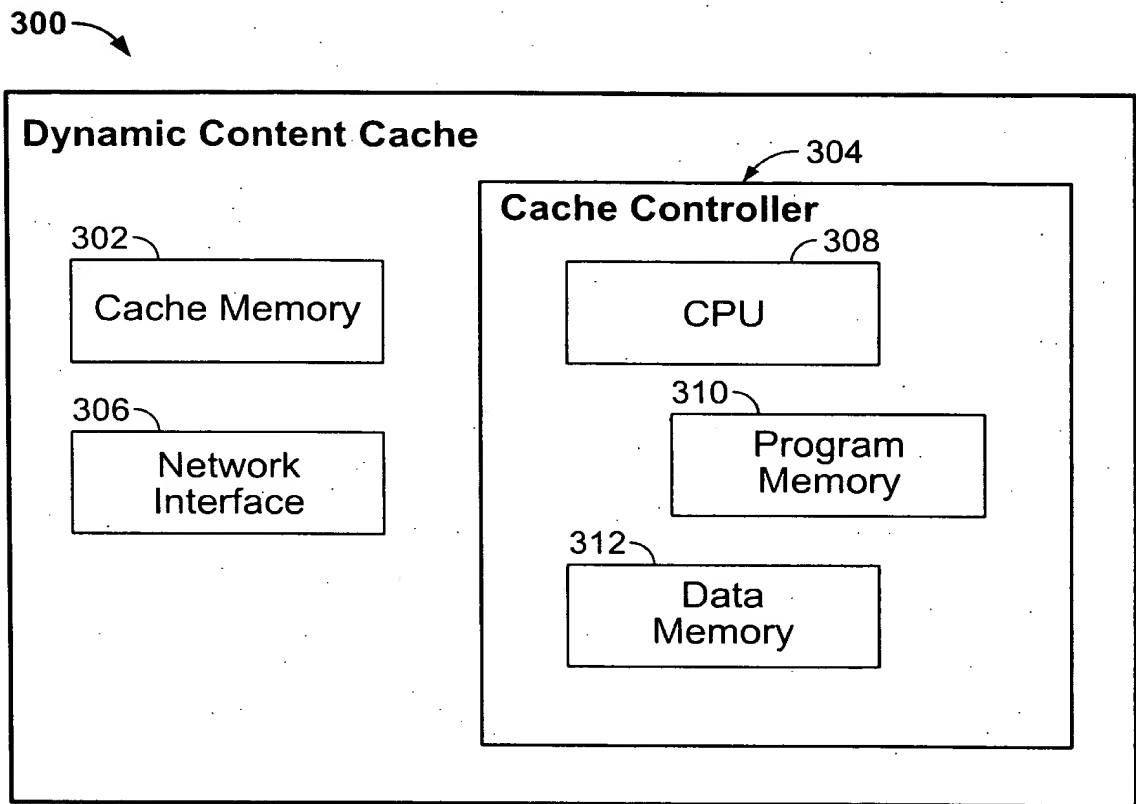 300
Dynamic Content Cache
304
Cache Controller
302
Cache Memory
308
CPU
306
Network
Interface
310
Program
Memory
312
Data
Memory